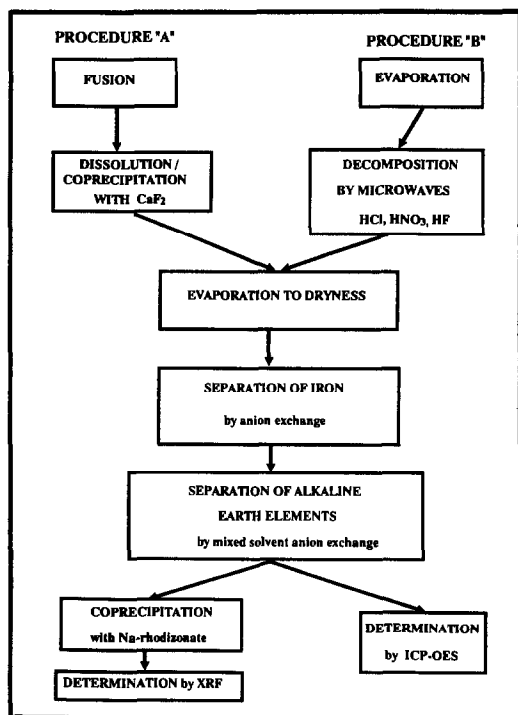 PROCEDURE "A"
PROCEDURE "B"
FUSION
EVAPORATION
DISSOLUTION /
COPRECIPITATION
WITH CaF2
DECOMPOSITION
BY MICROWAVES
HCl, HNO3, HF
EVAPORATION TO DRYNESS
SEPARATION OF IRON
by anion exchange
SEPARATION OF ALKALINE
EARTH ELEMENTS
by mixed solvent anion exchange
COPRECIPITATION
with Na-rhodizonate
DETERMINATION
by ICP-OES
DETERMINATION by XRF